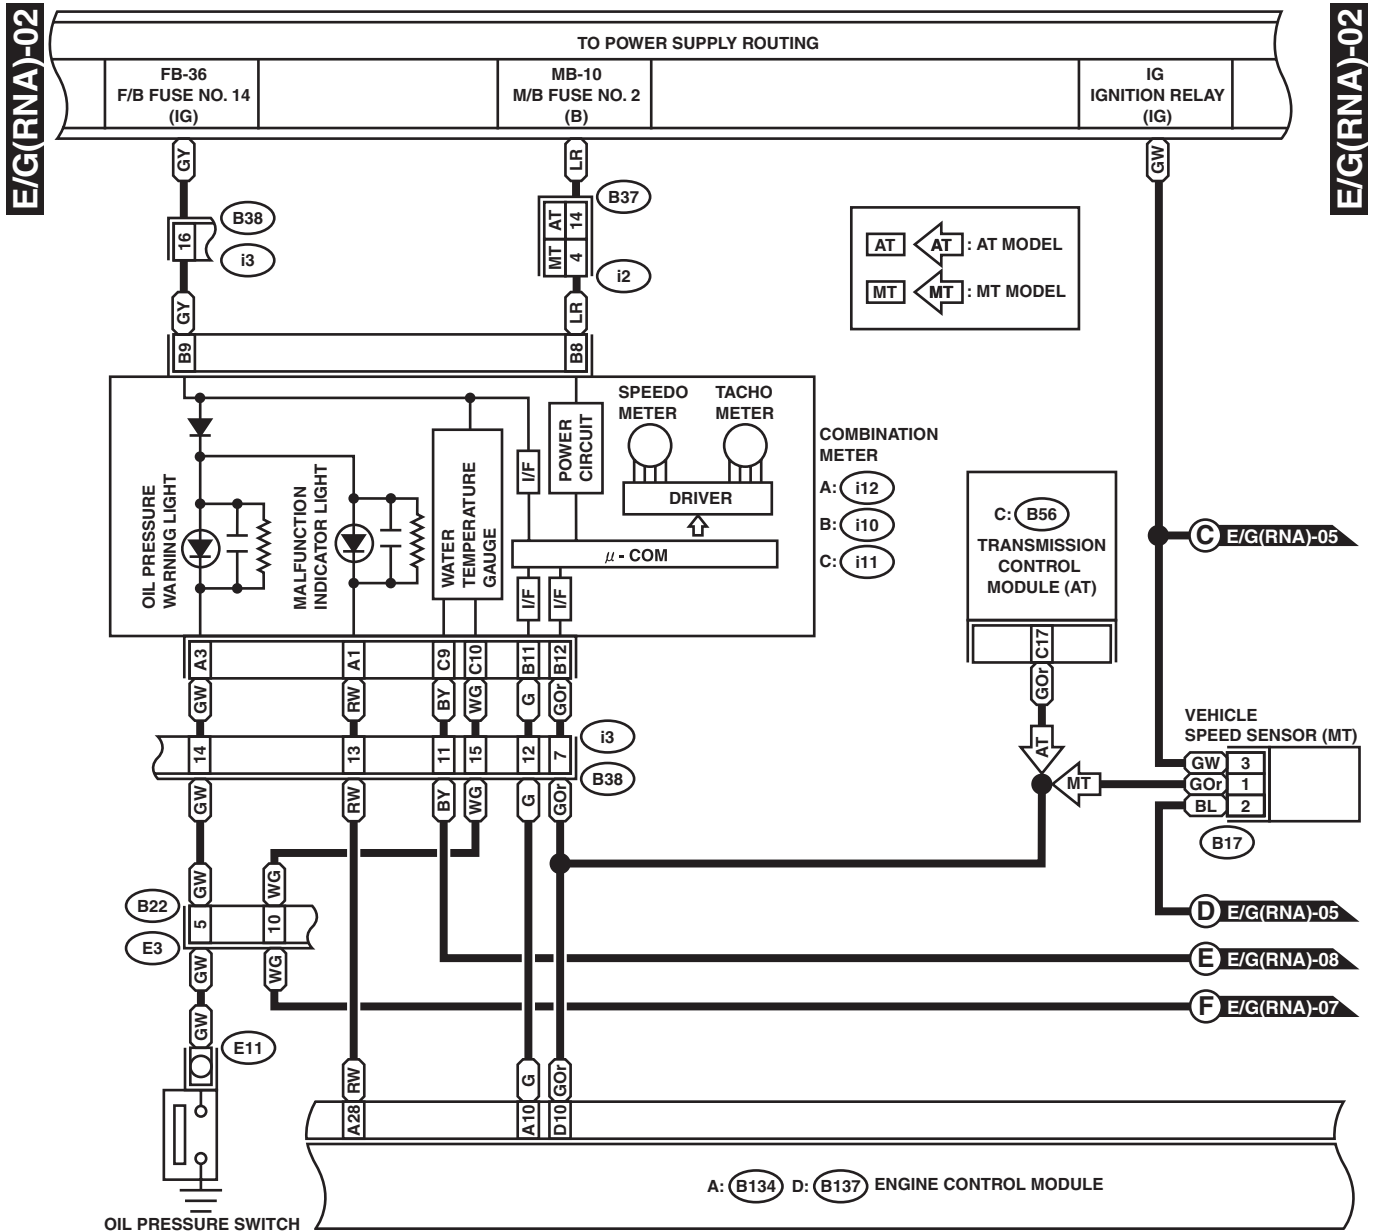 E/G(RNA)-02
E/G(RNA)-02
TO POWER SUPPLY ROUTING
FB-36
F/B FUSE NO. 14
(IG)
MB-10
M/B FUSE NO. 2
(B)
IG
IGNITION RELAY
(IG)
GY
LR
GW
B38
16
i3
B37
AT 14
MT 4
i2
AT AT : AT MODEL
MT MT : MT MODEL
GY
LR
B9
B8
SPEEDO
METER
TACHO
METER
POWER
CIRCUIT
I/F
DRIVER
μ - COM
I/F
I/F
OIL PRESSURE
WARNING LIGHT
MALFUNCTION
INDICATOR LIGHT
WATER
TEMPERATURE
GAUGE
COMBINATION
METER
A: i12
B: i10
C: i11
C: B56
TRANSMISSION
CONTROL
MODULE (AT)
C17
GOr
AT
MT
C E/G(RNA)-05
A3 A1 C9 C10 B11 B12
GW RW BY WG G GOr
14 13 11 15 12 7
i3
B38
GW RW BY WG G GOr
VEHICLE
SPEED SENSOR (MT)
GW 3
GOr 1
BL 2
B17
GW WG
B22
5 10
E3
GW WG
D E/G(RNA)-05
E E/G(RNA)-08
F E/G(RNA)-07
GW
E11
RW G GOr
A28 A10 D10
A: B134 D: B137 ENGINE CONTROL MODULE
OIL PRESSURE SWITCH